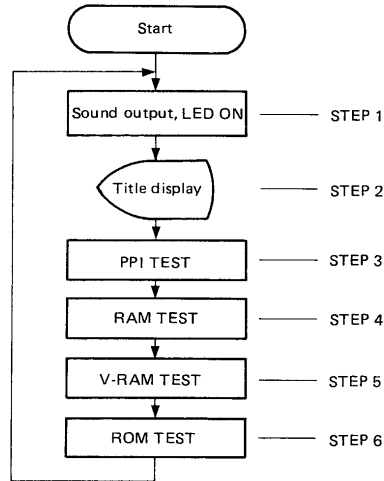 Start
Sound output, LED ON STEP 1
Title display STEP 2
PPI TEST STEP 3
RAM TEST STEP 4
V-RAM TEST STEP 5
ROM TEST STEP 6